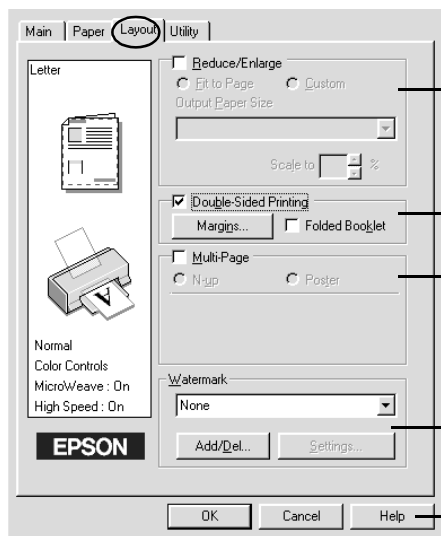 Main Paper Layout Utility
Letter
Normal
Color Controls
MicroWeave : On
High Speed : On
EPSON
Reduce/Enlarge
Fit to Page Custom
Output Paper Size
Scale to %
Double-Sided Printing
Margins... Folded Booklet
Multi-Page
N-up Poster
Watermark
None
Add/Del... Settings...
OK Cancel Help